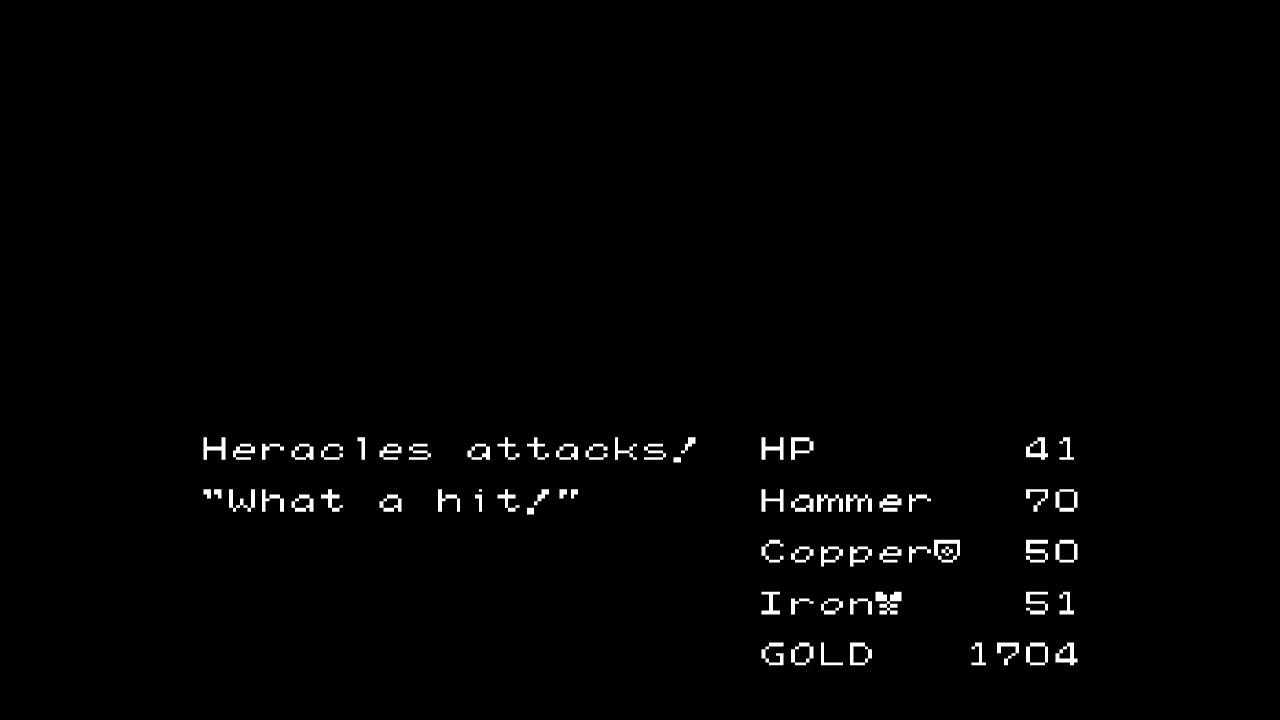 Heracles attacks!
"What a hit!"
HP 41
Hammer 70
Copper 50
Iron 51
GOLD 1704